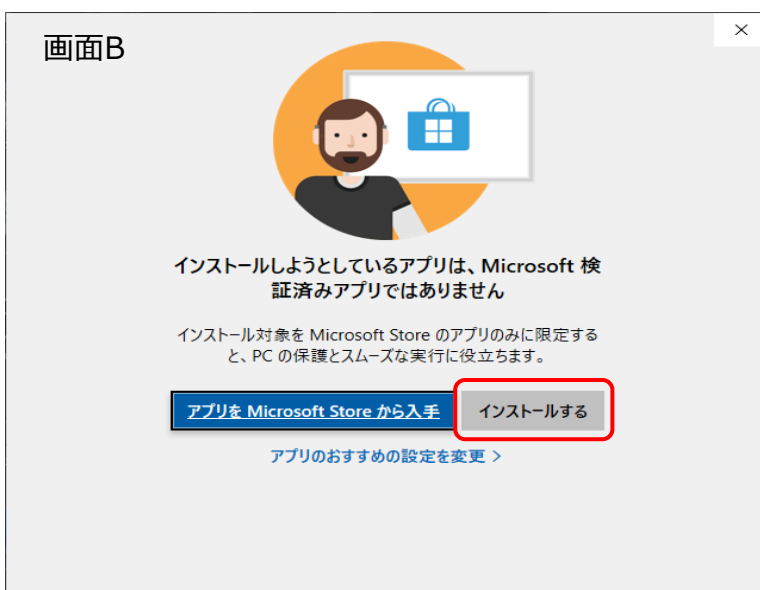 画面B
インストールしようとしているアプリは、Microsoft 検
証済みアプリではありません
インストール対象を Microsoft Store のアプリのみに限定する
と、PC の保護とスムーズな実行に役立ちます。
アプリを Microsoft Store から入手
インストールする
アプリのおすすめの設定を変更 >